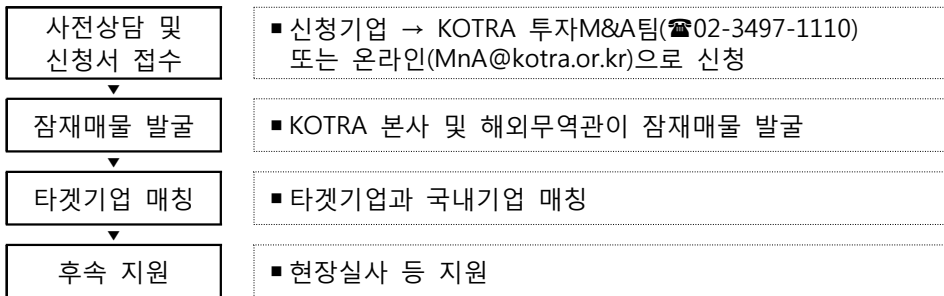 사전상담 및
신청서 접수
■ 신청기업 → KOTRA 투자M&A팀(☎02-3497-1110)
또는 온라인(MnA@kotra.or.kr)으로 신청
▼
잠재매물 발굴
■ KOTRA 본사 및 해외무역관이 잠재매물 발굴
▼
타겟기업 매칭
■ 타겟기업과 국내기업 매칭
▼
후속 지원
■ 현장실사 등 지원